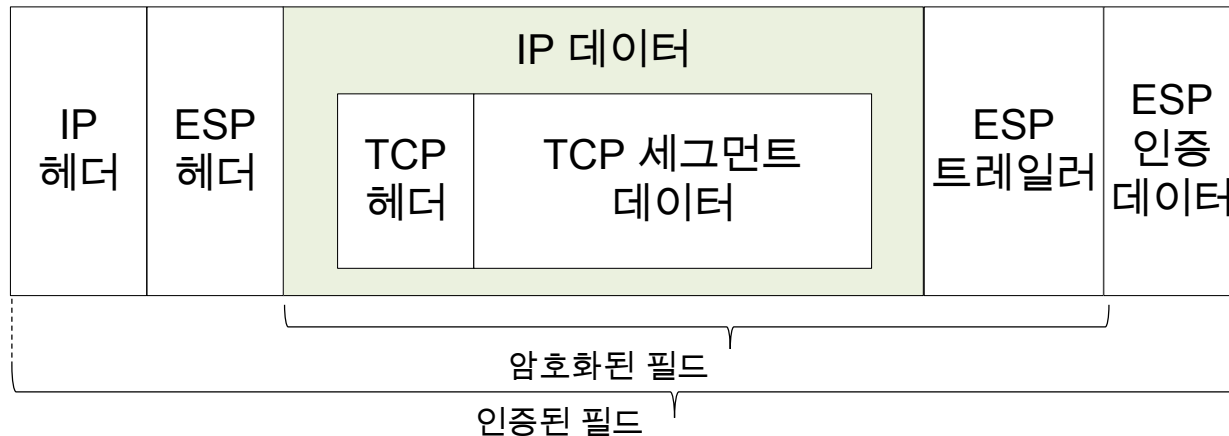 IP
헤더
ESP
헤더
IP 데이터
TCP
헤더
TCP 세그먼트
데이터
ESP
트레일러
ESP
인증
데이터
암호화된 필드
인증된 필드